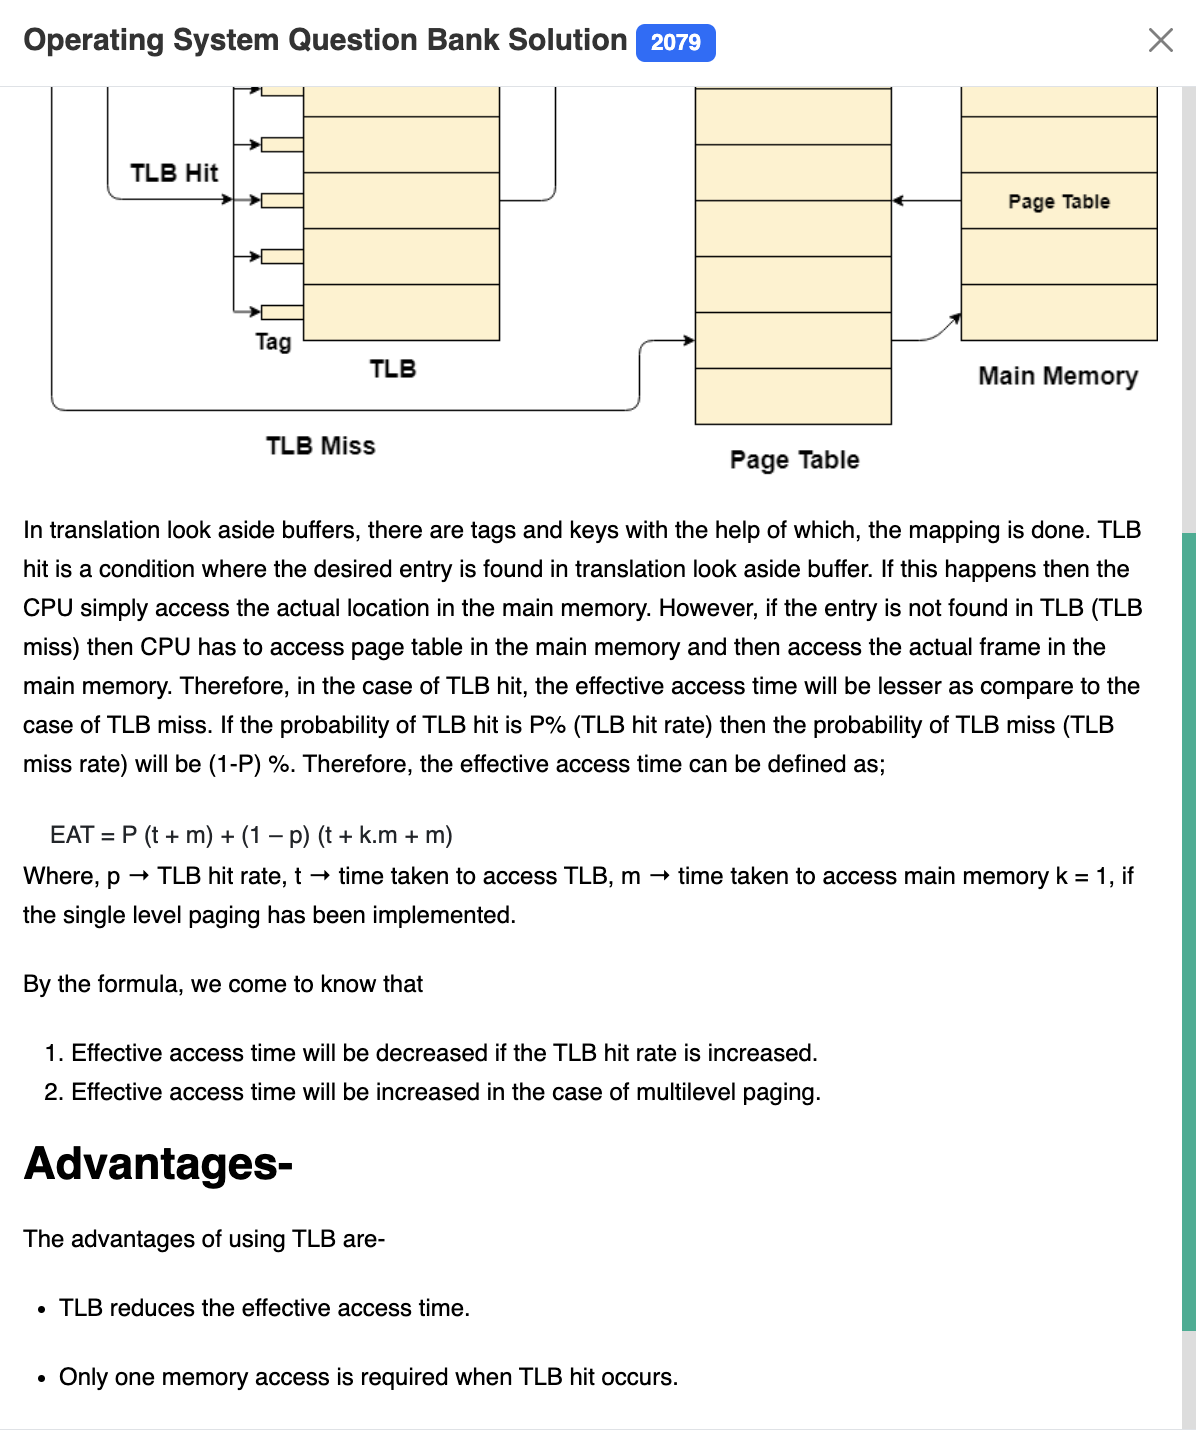 Operating System Question Bank Solution 2079
TLB Hit
Page Table
Tag
TLB
Main Memory
TLB Miss
Page Table
In translation look aside buffers, there are tags and keys with the help of which, the mapping is done. TLB
hit is a condition where the desired entry is found in translation look aside buffer. If this happens then the
CPU simply access the actual location in the main memory. However, if the entry is not found in TLB (TLB
miss) then CPU has to access page table in the main memory and then access the actual frame in the
main memory. Therefore, in the case of TLB hit, the effective access time will be lesser as compare to the
case of TLB miss. If the probability of TLB hit is P% (TLB hit rate) then the probability of TLB miss (TLB
miss rate) will be (1-P) %. Therefore, the effective access time can be defined as;
EAT = P (t + m) + (1 – p) (t + k.m + m)
Where, p → TLB hit rate, t → time taken to access TLB, m → time taken to access main memory k = 1, if
the single level paging has been implemented.
By the formula, we come to know that
1. Effective access time will be decreased if the TLB hit rate is increased.
2. Effective access time will be increased in the case of multilevel paging.
Advantages-
The advantages of using TLB are-
• TLB reduces the effective access time.
• Only one memory access is required when TLB hit occurs.